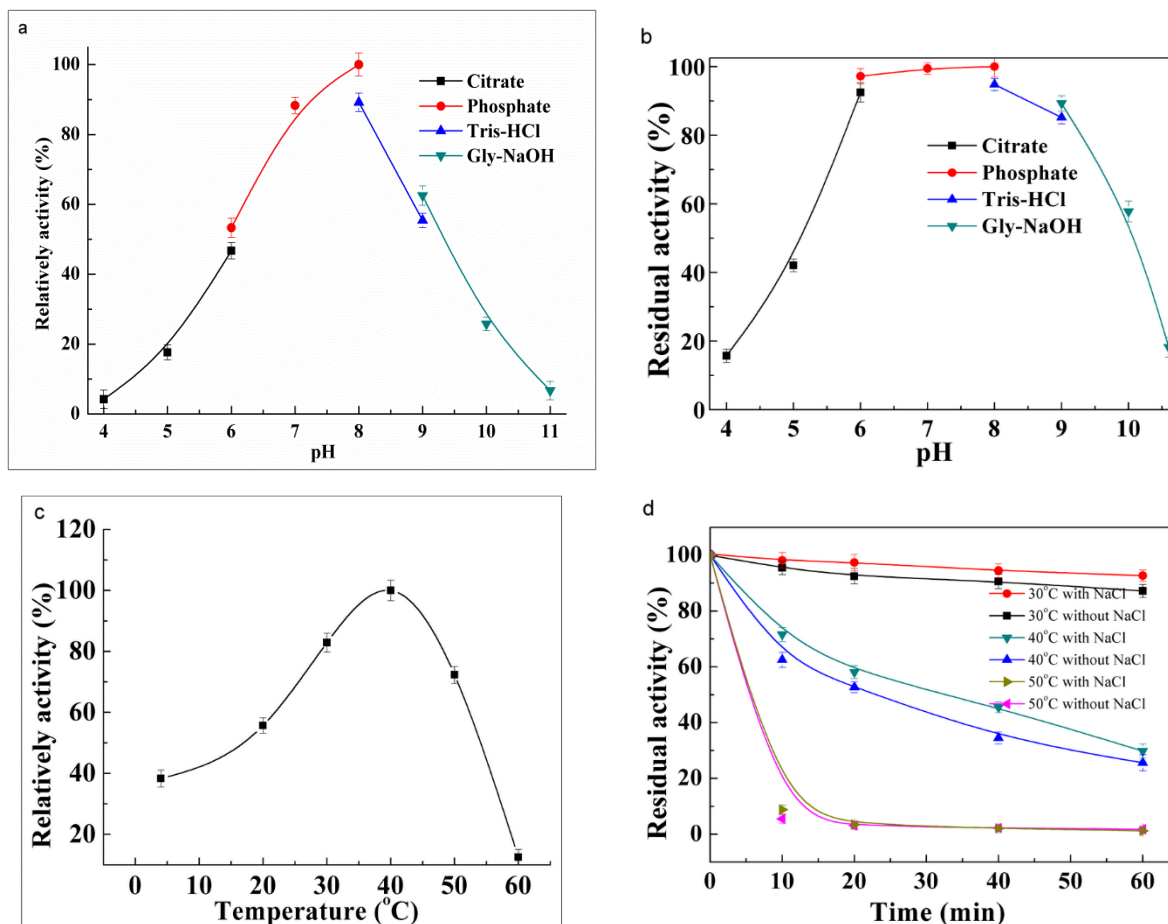 a
Relatively activity (%)
100
80
60
40
20
0
4 5 6 7 8 9 10 11
pH
Citrate
Phosphate
Tris-HCl
Gly-NaOH
b
Residual activity (%)
100
80
60
40
20
0
4 5 6 7 8 9 10
pH
Citrate
Phosphate
Tris-HCl
Gly-NaOH
c
Relatively activity (%)
120
100
80
60
40
20
0 10 20 30 40 50 60
Temperature (°C)
d
Residual activity (%)
100
80
60
40
20
0
0 20 40 60
Time (min)
30°C with NaCl
30°C without NaCl
40°C with NaCl
40°C without NaCl
50°C with NaCl
50°C without NaCl